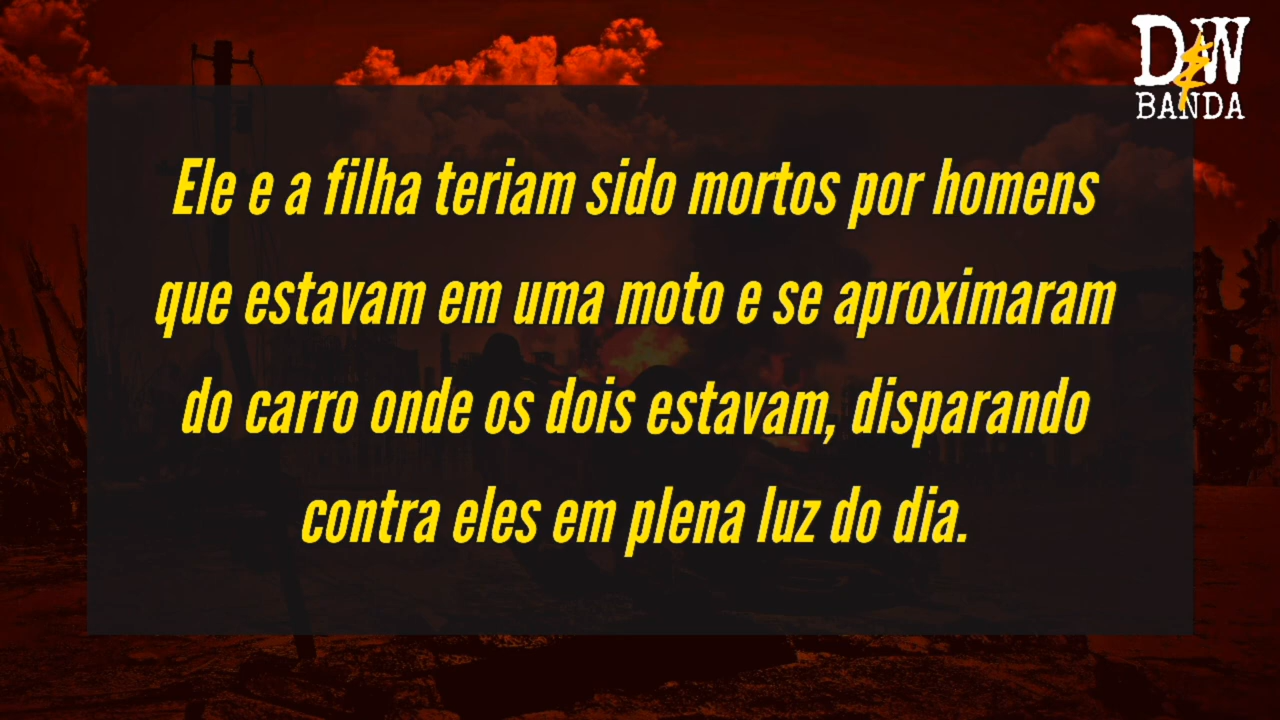 D&W
BANDA
Ele e a filha teriam sido mortos por homens
que estavam em uma moto e se aproximaram
do carro onde os dois estavam, disparando
contra eles em plena luz do dia.